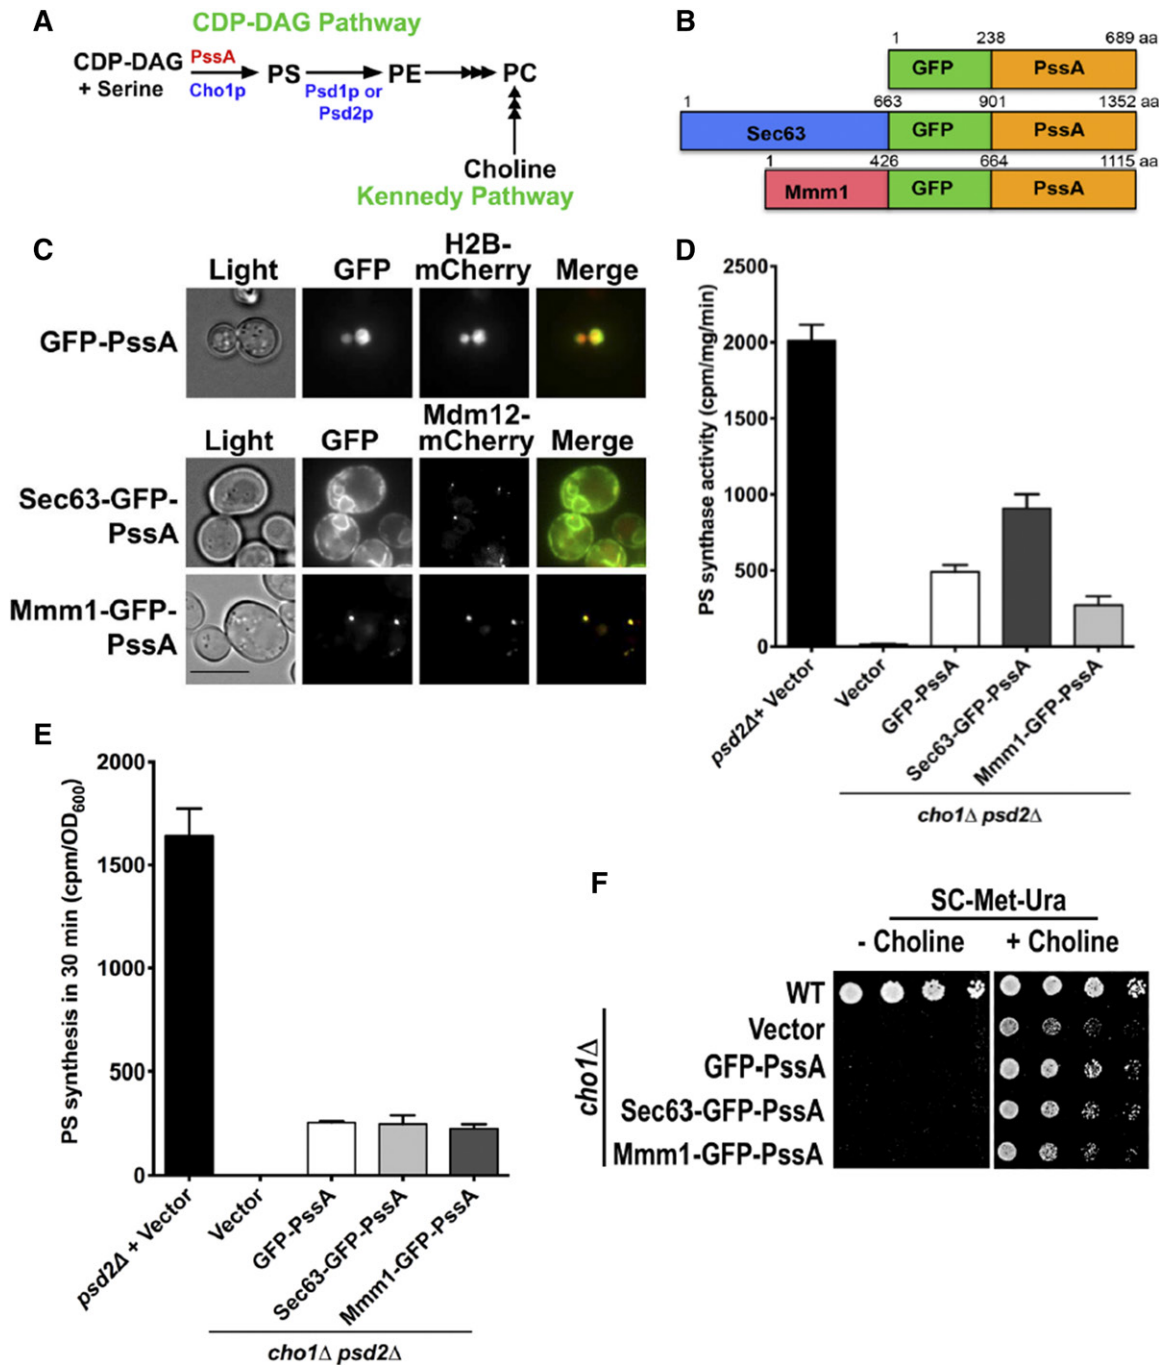 A
CDP-DAG Pathway
CDP-DAG
+ Serine
PssA
Cho1p
PS
Psd1p or
Psd2p
PE
PC
Choline
Kennedy Pathway
B
1 238 689 aa
GFP PssA
1 663 901 1352 aa
Sec63 GFP PssA
1 426 664 1115 aa
Mmm1 GFP PssA
C
Light GFP H2B-
mCherry Merge
GFP-PssA
Light GFP Mdm12-
mCherry Merge
Sec63-GFP-
PssA
Mmm1-GFP-
PssA
D
PS synthase activity (cpm/mg/min)
2500
2000
1500
1000
500
0
psd2Δ+ Vector
Vector
GFP-PssA
Sec63-GFP-PssA
Mmm1-GFP-PssA
cho1Δ psd2Δ
E
PS synthesis in 30 min (cpm/OD600)
2000
1500
1000
500
0
psd2Δ + Vector
Vector
GFP-PssA
Sec63-GFP-PssA
Mmm1-GFP-PssA
cho1Δ psd2Δ
F
SC-Met-Ura
- Choline + Choline
WT
cho1Δ
Vector
GFP-PssA
Sec63-GFP-PssA
Mmm1-GFP-PssA